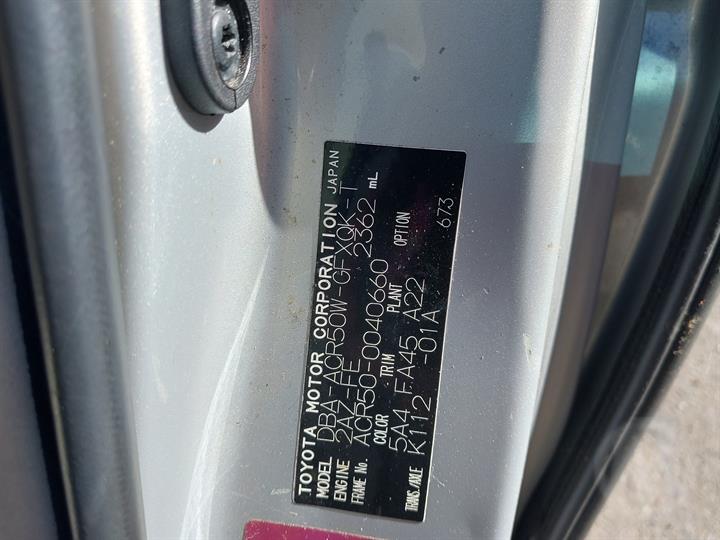 TOYOTA MOTOR CORPORATION JAPAN
MODEL DBA-ACR50W-GFXQK-T
ENGINE 2AZ-FE 2362 mL
FRAME No. ACR50-0040660
COLOR TRIM PLANT OPTION
5A4 FA45 A22
TRANS./AXLE K112 -01A 673